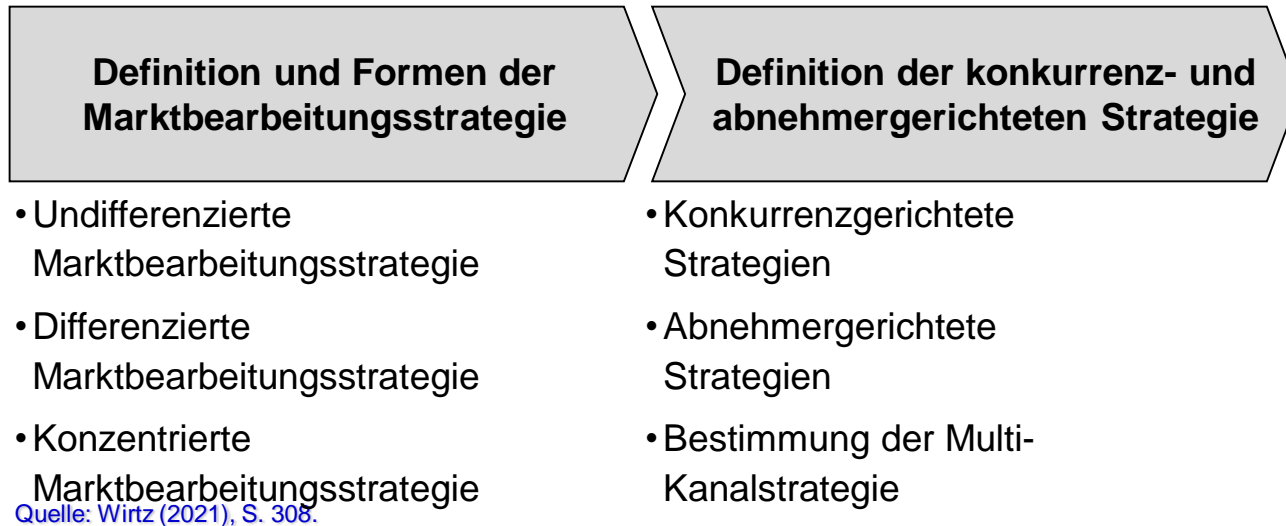 Definition und Formen der
Marktbearbeitungsstrategie
• Undifferenzierte
Marktbearbeitungsstrategie
• Differenzierte
Marktbearbeitungsstrategie
• Konzentrierte
Marktbearbeitungsstrategie
Definition der konkurrenz- und
abnehmergerichteten Strategie
• Konkurrenzgerichtete
Strategien
• Abnehmergerichtete
Strategien
• Bestimmung der Multi-
Kanalstrategie
Quelle: Wirtz (2021), S. 308.